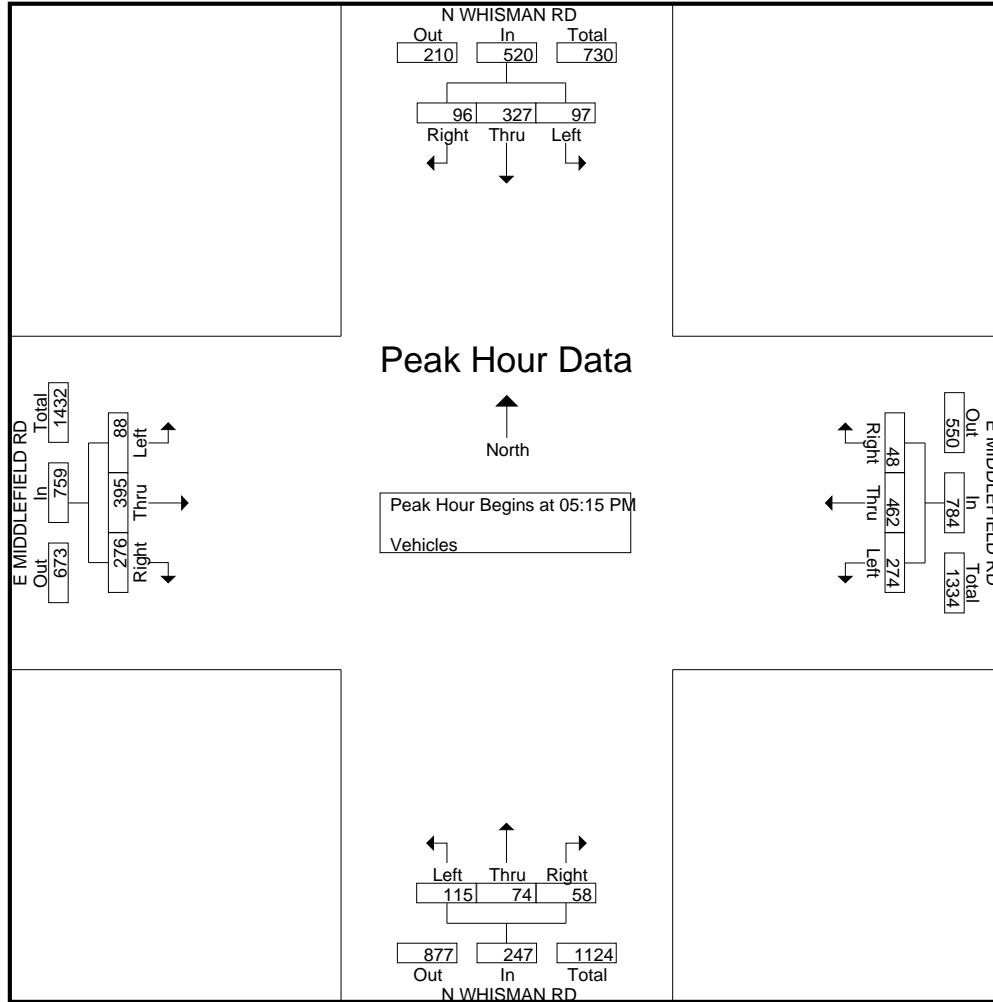 N WHISMAN RD
Out In Total
210 520 730
96 327 97
Right Thru Left
Peak Hour Data
North
Peak Hour Begins at 05:15 PM
Vehicles
E MIDDLEFIELD RD
Total In Out
1432 759 673
88 395 276
Left Thru Right
E MIDDLEFIELD RD
Out In Total
550 784 1334
48 462 274
Right Thru Left
Left Thru Right
115 74 58
877 247 1124
Out In Total
N WHISMAN RD